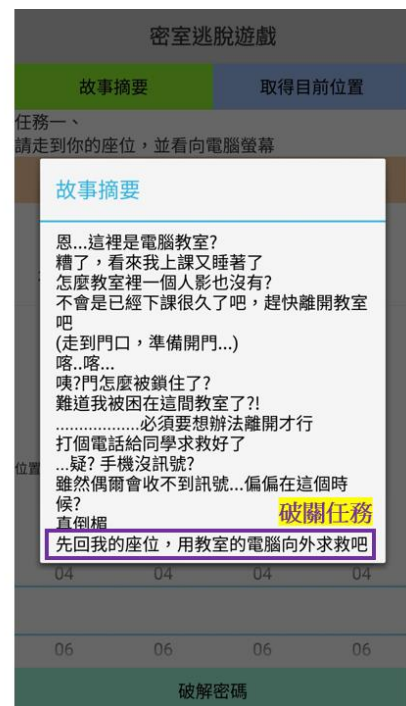 密室逃脫遊戲
故事摘要
取得目前位置
任務一、
請走到你的座位，並看向電腦螢幕
故事摘要
恩...這裡是電腦教室?
糟了，看來我上課又睡著了
怎麼教室裡一個人影也沒有?
不會是已經下課很久了吧，趕快離開教室
吧
(走到門口，準備開門...)
喀..喀...
咦?門怎麼被鎖住了?
難道我被困在這間教室了?!
..................必須要想辦法離開才行
打個電話給同學求救好了
...疑? 手機沒訊號?
雖然偶爾會收不到訊號...偏偏在這個時
候?
真倒楣
破關任務
先回我的座位，用教室的電腦向外求救吧
位置
04 04 04 04
06 06 06 06
破解密碼